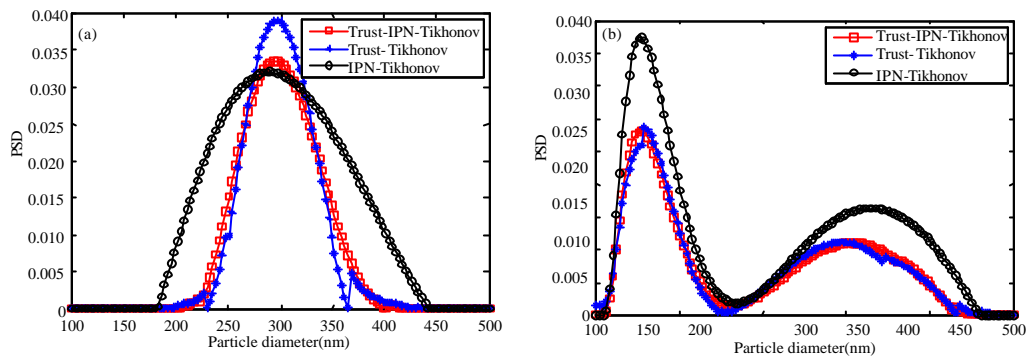 0.040
(a)
Trust-IPN-Tikhonov
Trust- Tikhonov
IPN-Tikhonov
0.035
0.030
0.025
0.020
0.015
0.010
0.005
0
PSD
100 150 200 250 300 350 400 450 500
Particle diameter(nm)
0.040
(b)
Trust-IPN-Tikhonov
Trust- Tikhonov
IPN-Tikhonov
0.035
0.030
0.025
0.020
0.015
0.010
0.005
0
PSD
100 150 200 350 400 450 500
Particle diameter(nm)